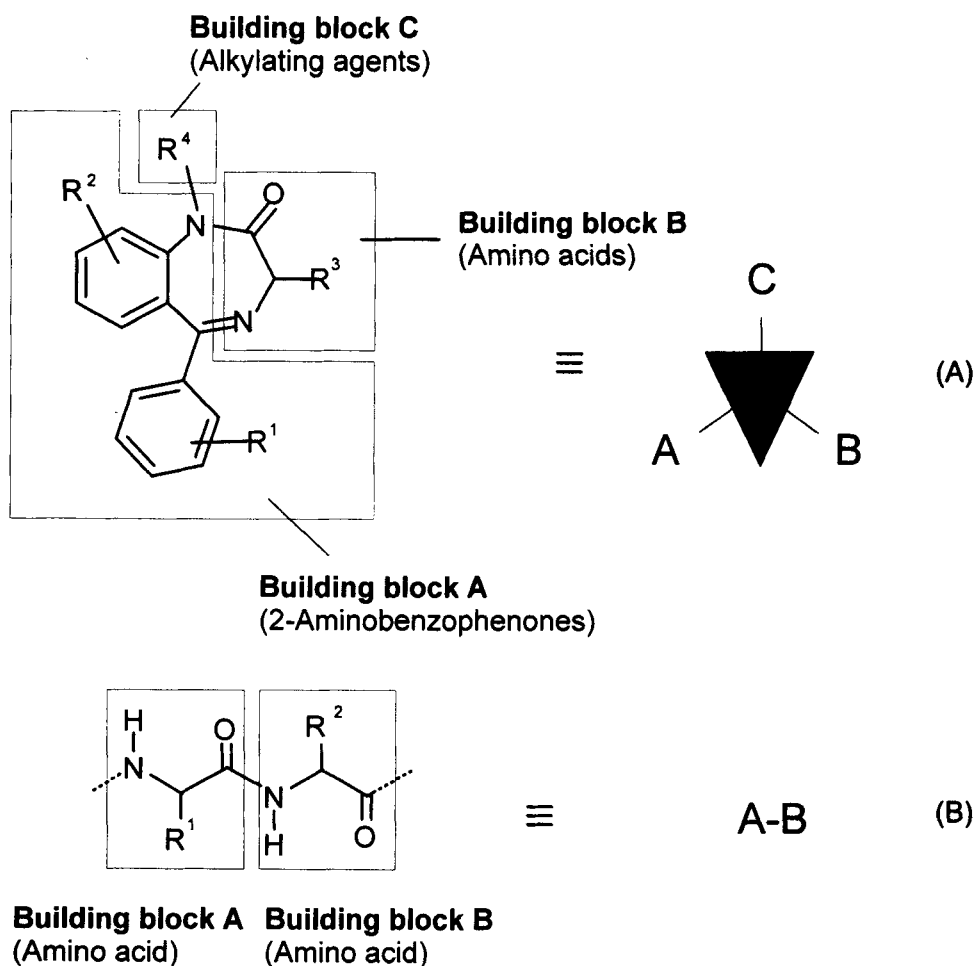 Building block C
(Alkylating agents)
R⁴
R²
O
N
Building block B
(Amino acids)
R³
N
C
≡
(A)
A
B
R¹
Building block A
(2-Aminobenzophenones)
H
O
R²
N
N
R¹
H
O
≡
A-B
(B)
Building block A
(Amino acid)
Building block B
(Amino acid)